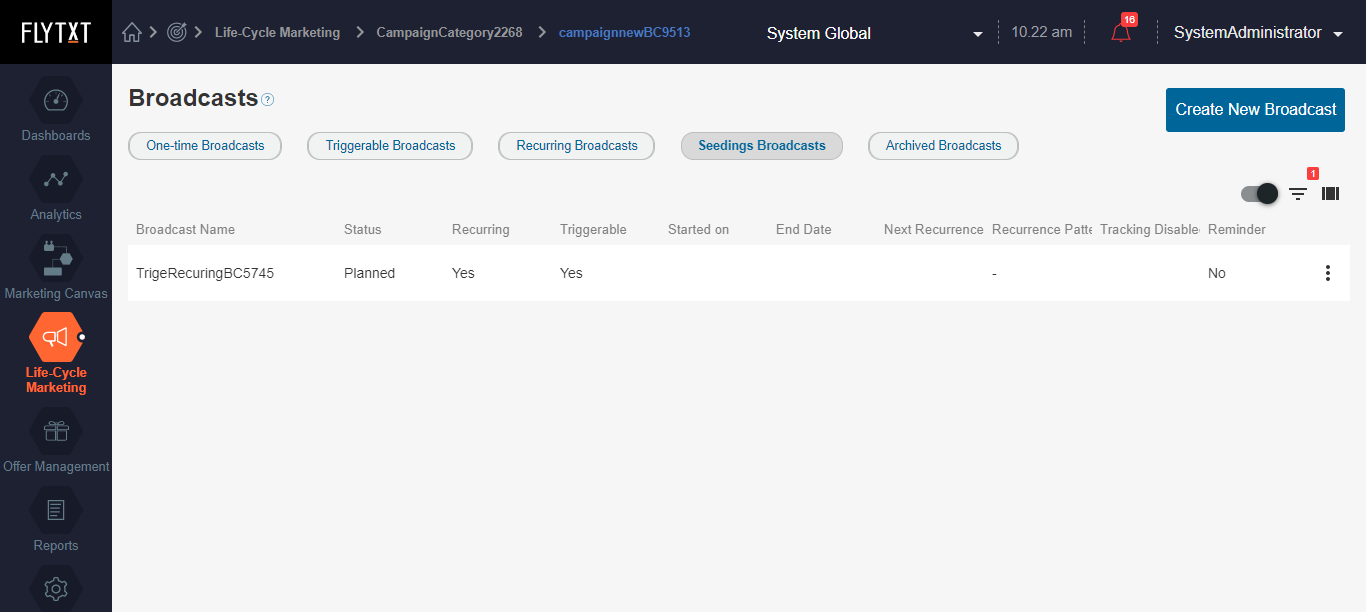 FLYTXT
Life-Cycle Marketing
CampaignCategory2268
campaignnewBC9513
System Global
10.22 am
16
SystemAdministrator
Dashboards
Analytics
Marketing Canvas
Life-Cycle
Marketing
Offer Management
Reports
Broadcasts ?
Create New Broadcast
One-time Broadcasts
Triggerable Broadcasts
Recurring Broadcasts
Seedings Broadcasts
Archived Broadcasts
1
Broadcast Name Status Recurring Triggerable Started on End Date Next Recurrence Recurrence Patte Tracking Disable Reminder
TrigeRecuringBC5745 Planned Yes Yes - No